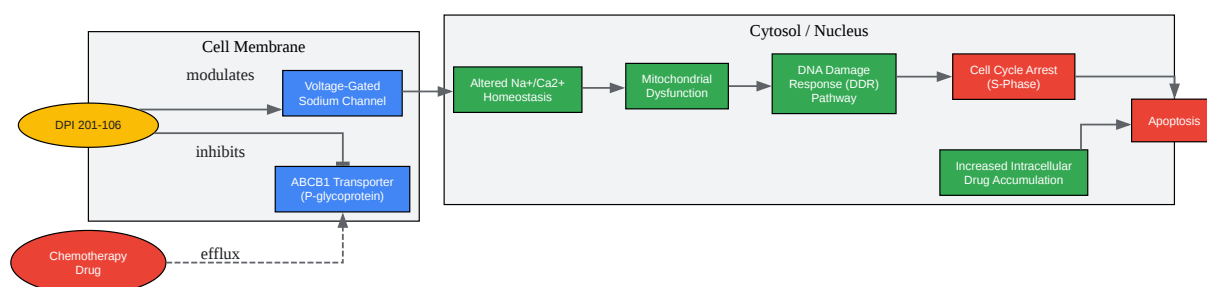 Cell Membrane
modulates
Voltage-Gated
Sodium Channel
DPI 201-106
inhibits
ABCB1 Transporter
(P-glycoprotein)
Chemotherapy
Drug
efflux
Cytosol / Nucleus
Altered Na+/Ca2+
Homeostasis
Mitochondrial
Dysfunction
DNA Damage
Response (DDR)
Pathway
Cell Cycle Arrest
(S-Phase)
Apoptosis
Increased Intracellular
Drug Accumulation